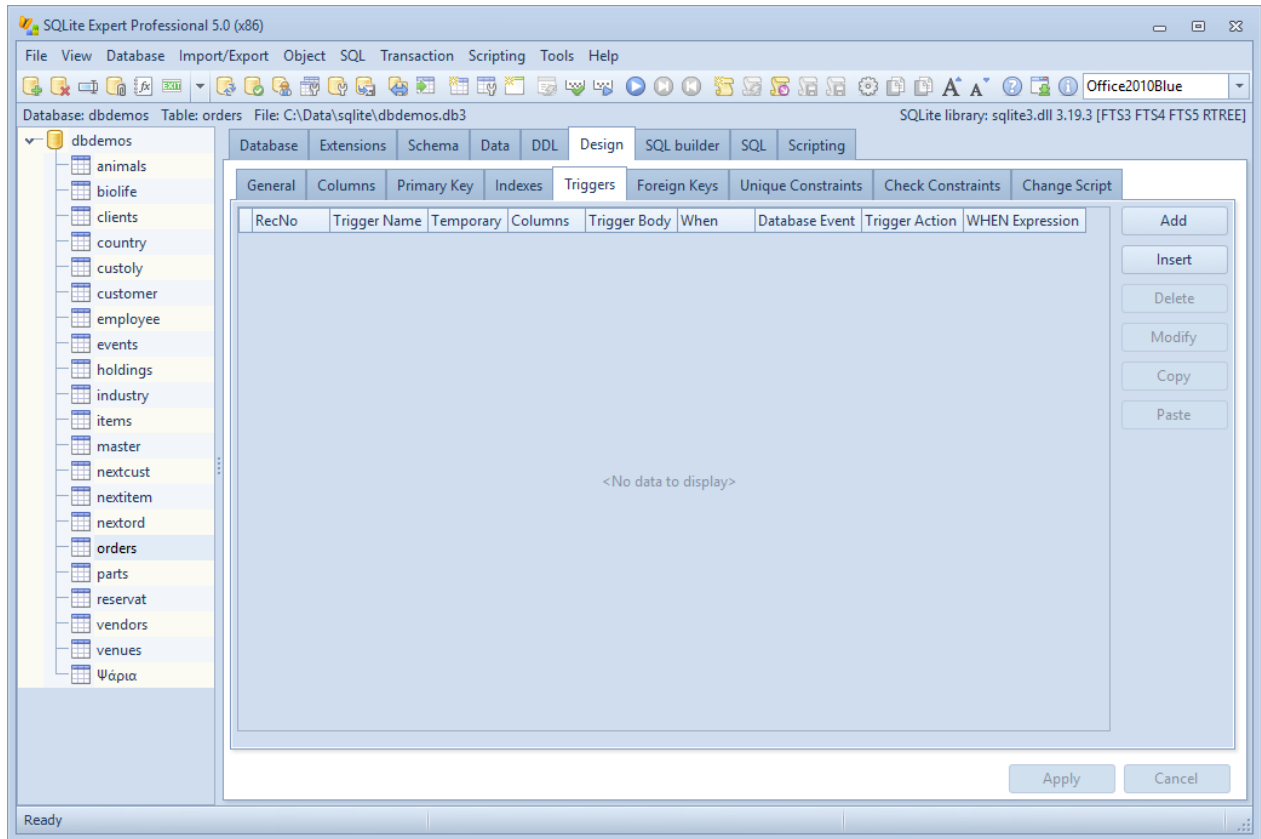 SQLite Expert Professional 5.0 (x86)
File View Database Import/Export Object SQL Transaction Scripting Tools Help
Office2010Blue
Database: dbdemos Table: orders File: C:\Data\sqlite\dbdemos.db3
SQLite library: sqlite3.dll 3.19.3 [FTS3 FTS4 FTS5 RTREE]
dbdemos
animals
biolife
clients
country
custoly
customer
employee
events
holdings
industry
items
master
nextcust
nextitem
nextord
orders
parts
reservat
vendors
venues
Ψάρια
Database Extensions Schema Data DDL Design SQL builder SQL Scripting
General Columns Primary Key Indexes Triggers Foreign Keys Unique Constraints Check Constraints Change Script
RecNo Trigger Name Temporary Columns Trigger Body When Database Event Trigger Action WHEN Expression
<No data to display>
Add
Insert
Delete
Modify
Copy
Paste
Apply Cancel
Ready